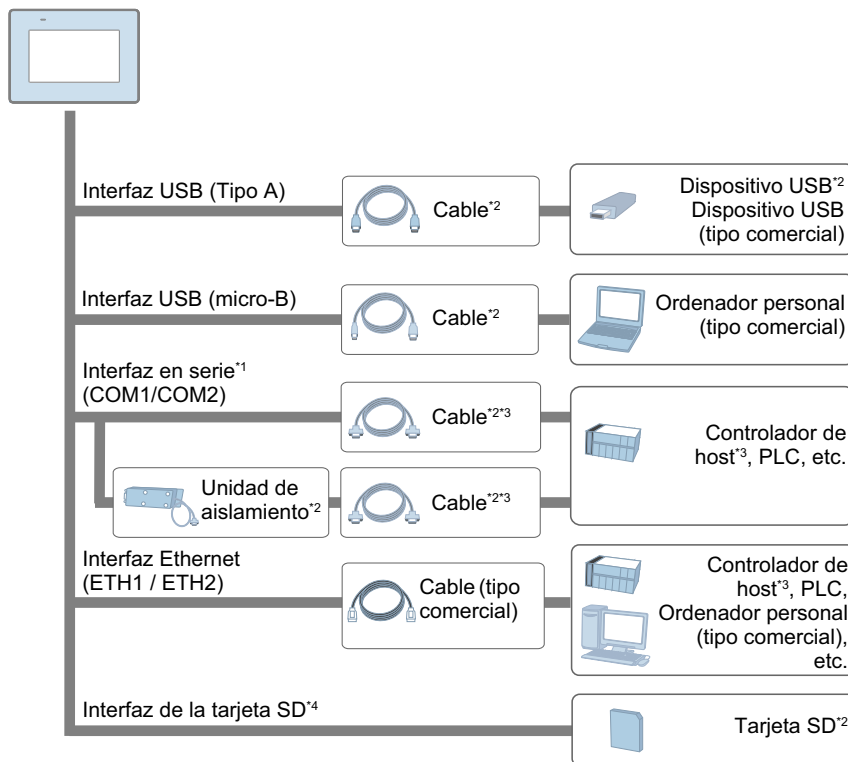 Interfaz USB (Tipo A)
Cable*2
Dispositivo USB*2
Dispositivo USB
(tipo comercial)
Interfaz USB (micro-B)
Cable*2
Ordenador personal
(tipo comercial)
Interfaz en serie*1
(COM1/COM2)
Cable*2*3
Controlador de
host*3, PLC, etc.
Unidad de
aislamiento*2
Cable*2*3
Interfaz Ethernet
(ETH1 / ETH2)
Cable (tipo
comercial)
Controlador de
host*3, PLC,
Ordenador personal
(tipo comercial),
etc.
Interfaz de la tarjeta SD*4
Tarjeta SD*2